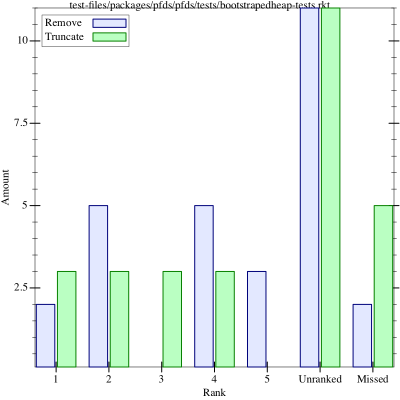 test-files/packages/pfds/pfds/tests/bootstrapedheap-tests.rkt
Remove
Truncate
10
7.5
5
2.5
Amount
1 2 3 4 5 Unranked Missed
Rank